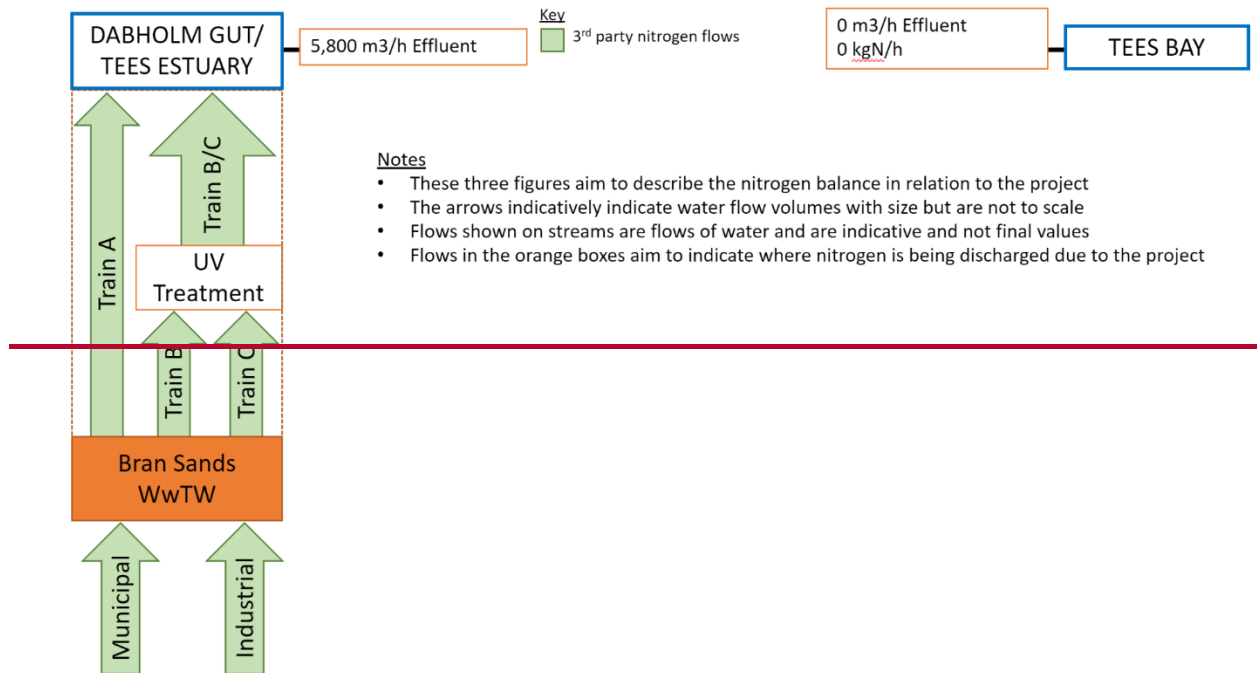 DABHOLM GUT/
TEES ESTUARY
5,800 m3/h Effluent
Key
3rd party nitrogen flows
0 m3/h Effluent
0 kgN/h
TEES BAY
Train A
Train B/C
UV
Treatment
Train B
Train C
Notes
• These three figures aim to describe the nitrogen balance in relation to the project
• The arrows indicatively indicate water flow volumes with size but are not to scale
• Flows shown on streams are flows of water and are indicative and not final values
• Flows in the orange boxes aim to indicate where nitrogen is being discharged due to the project
Bran Sands
WwTW
Municipal
Industrial